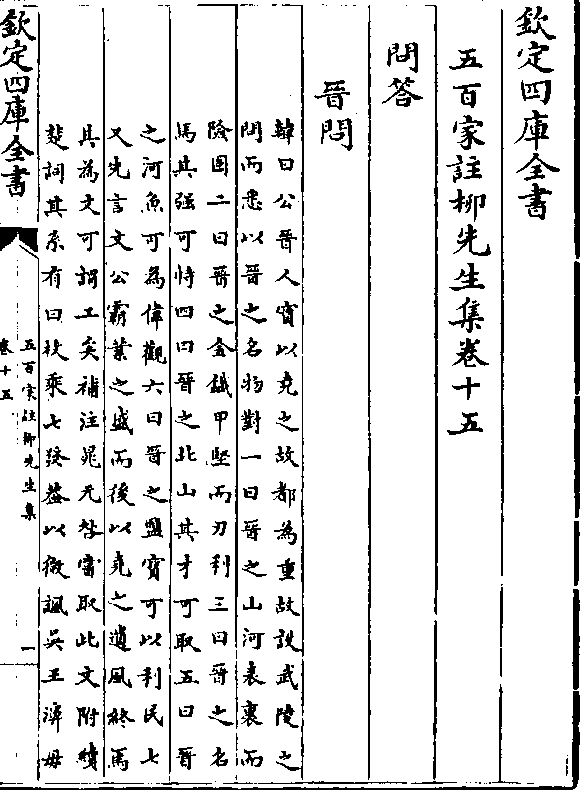 欽定四庫全書
五百家註柳先生集卷十五
問答
晉問
韓曰公晉人實以堯之故都為重故設武陵之
問而悉以晉之名物對一曰晉之山河表裏而
險固二曰晉之金鐵甲堅而刃利三曰晉之名
馬其强可恃四曰晉之北山其才可取五曰晉
之河魚可為偉觀六曰晉之鹽寳可以利民七
又先言文公霸業之盛而後以堯之遺風終焉
其為文可謂工矣補注晁无咎嘗取此文附續
楚詞其系有曰枚乘七發蓋以微諷吳王濞毋
欽定四庫全書
五百家註柳先生集
卷十五
一